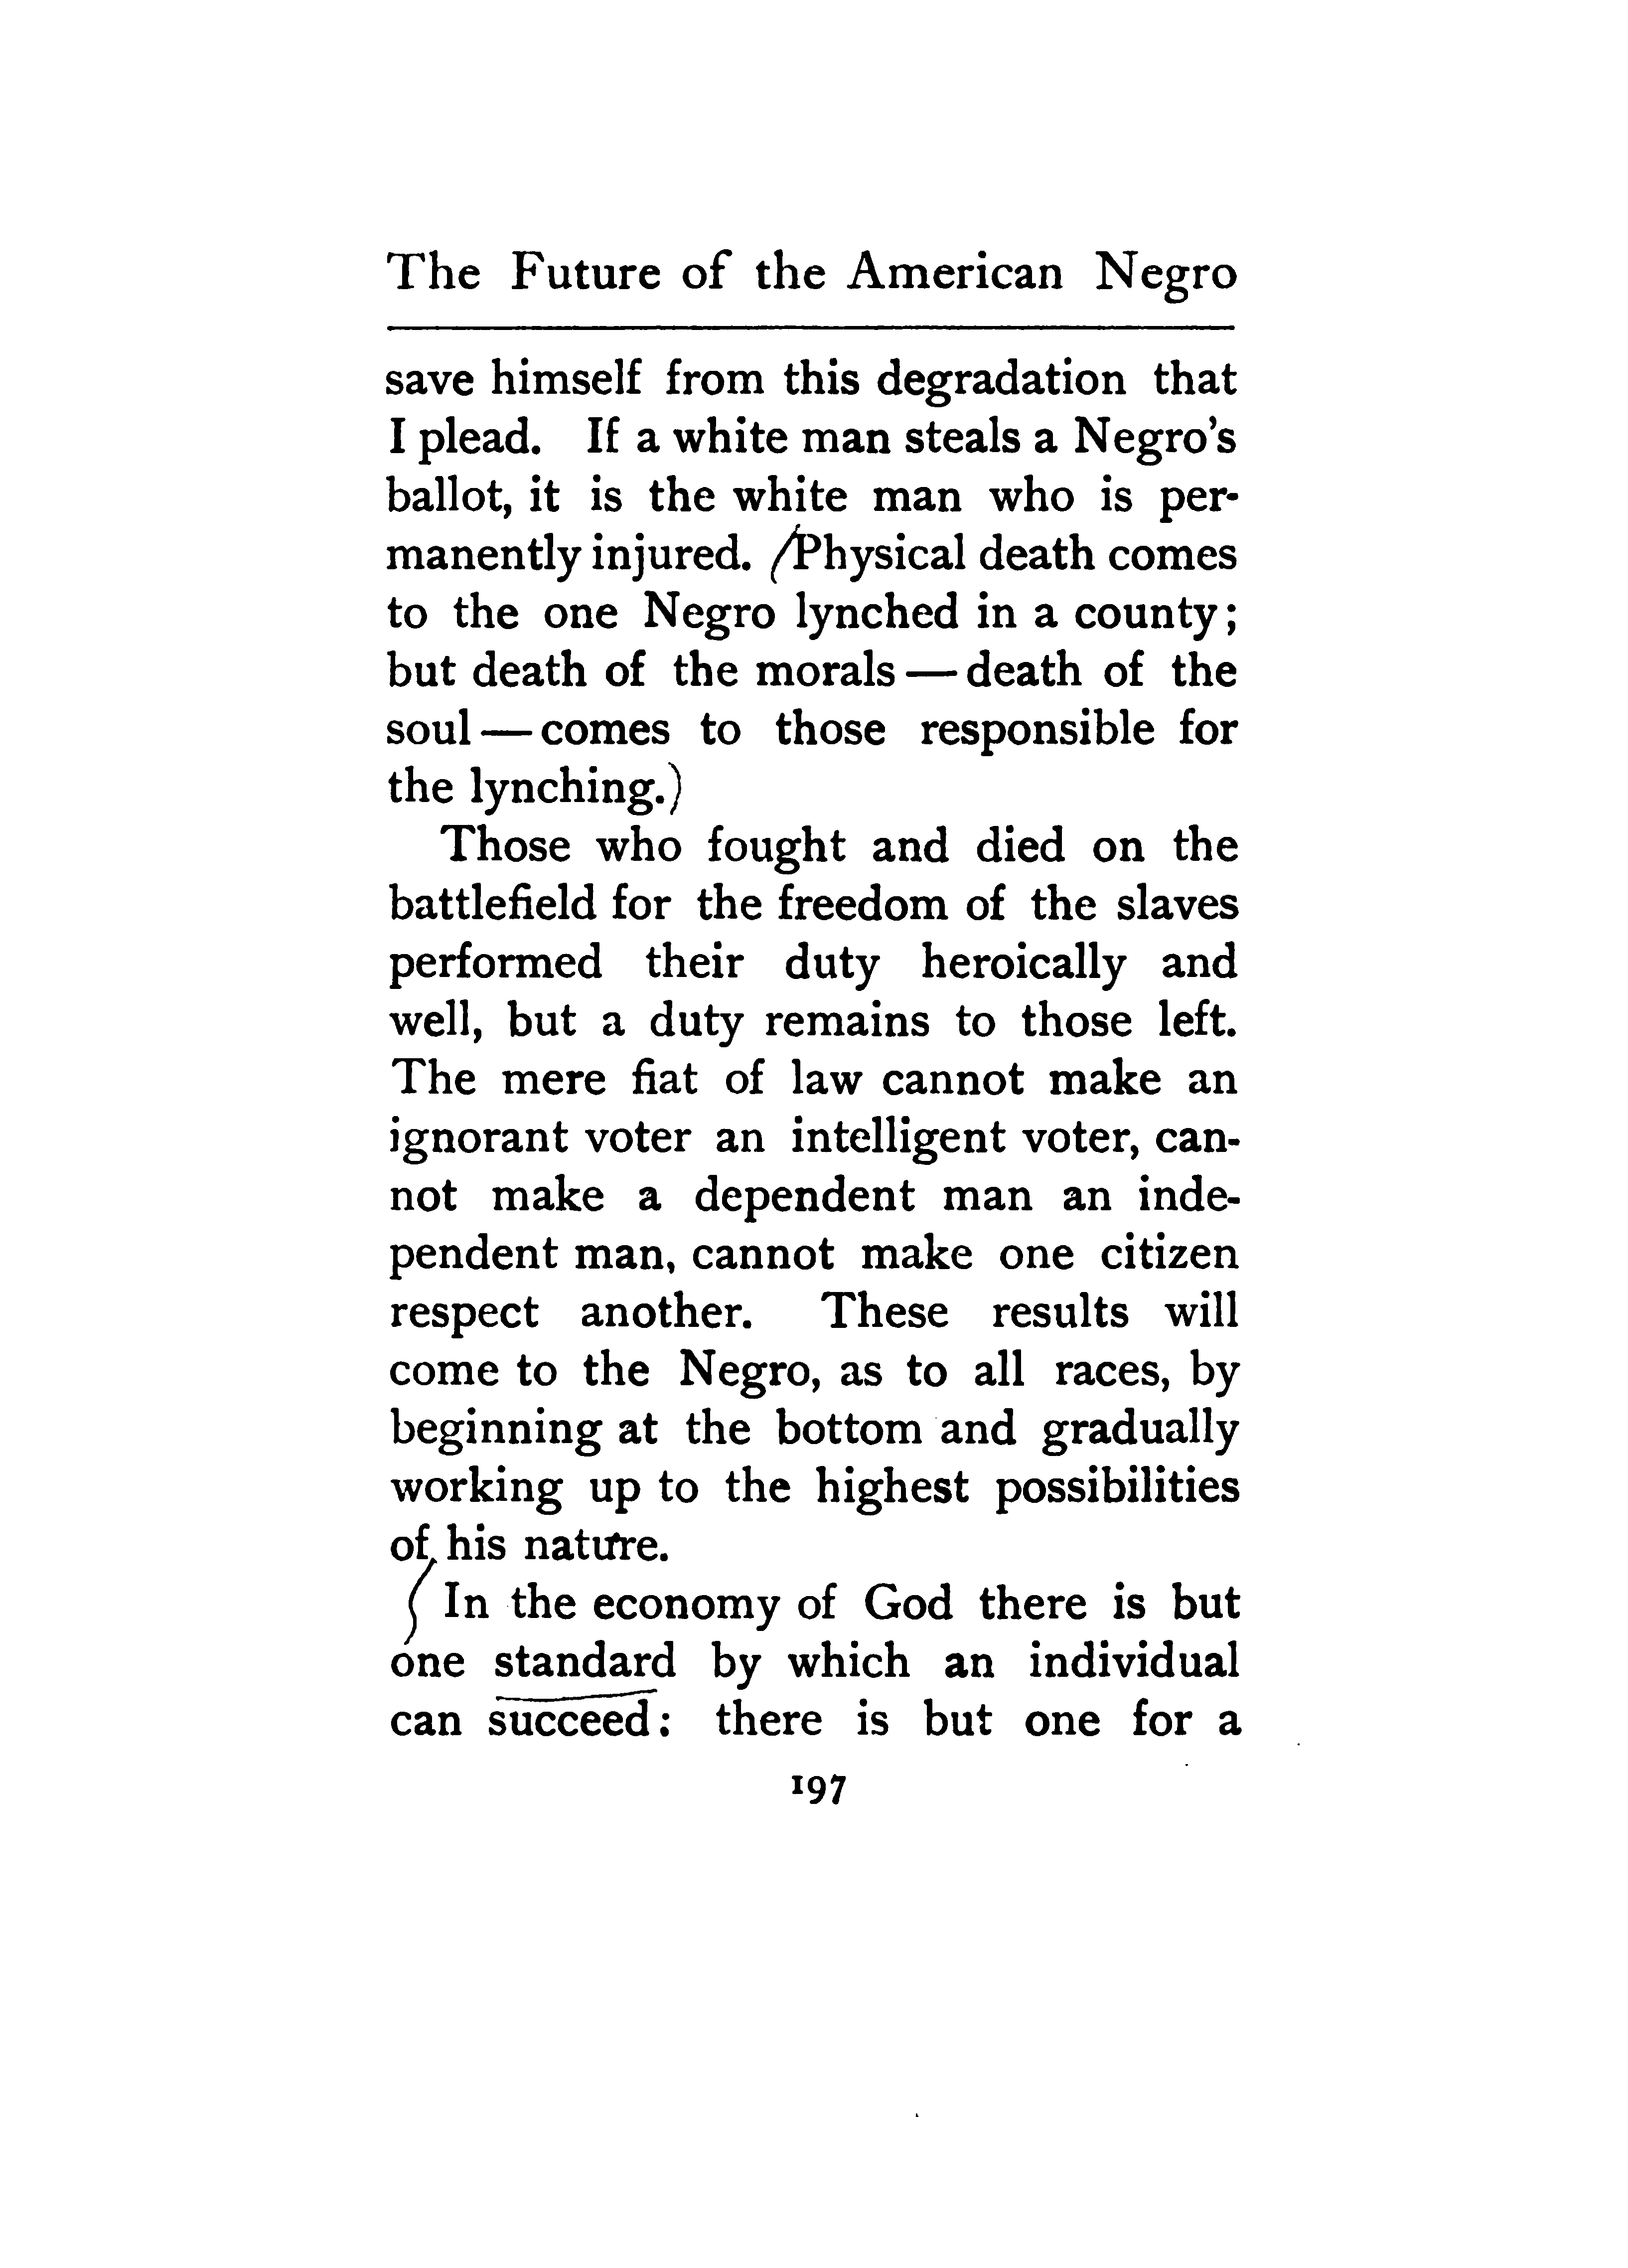 The Future of the American Negro
save himself from this degradation that
I plead. If a white man steals a Negro's
ballot, it is the white man who is per-
manently injured. (Physical death comes
to the one Negro lynched in a county;
but death of the morals — death of the
soul — comes to those responsible for
the lynching.)
Those who fought and died on the
battlefield for the freedom of the slaves
performed their duty heroically and
well, but a duty remains to those left.
The mere fiat of law cannot make an
ignorant voter an intelligent voter, can-
not make a dependent man an inde-
pendent man, cannot make one citizen
respect another. These results will
come to the Negro, as to all races, by
beginning at the bottom and gradually
working up to the highest possibilities
of his nature.
(In the economy of God there is but
one standard by which an individual
can succeed: there is but one for a
197